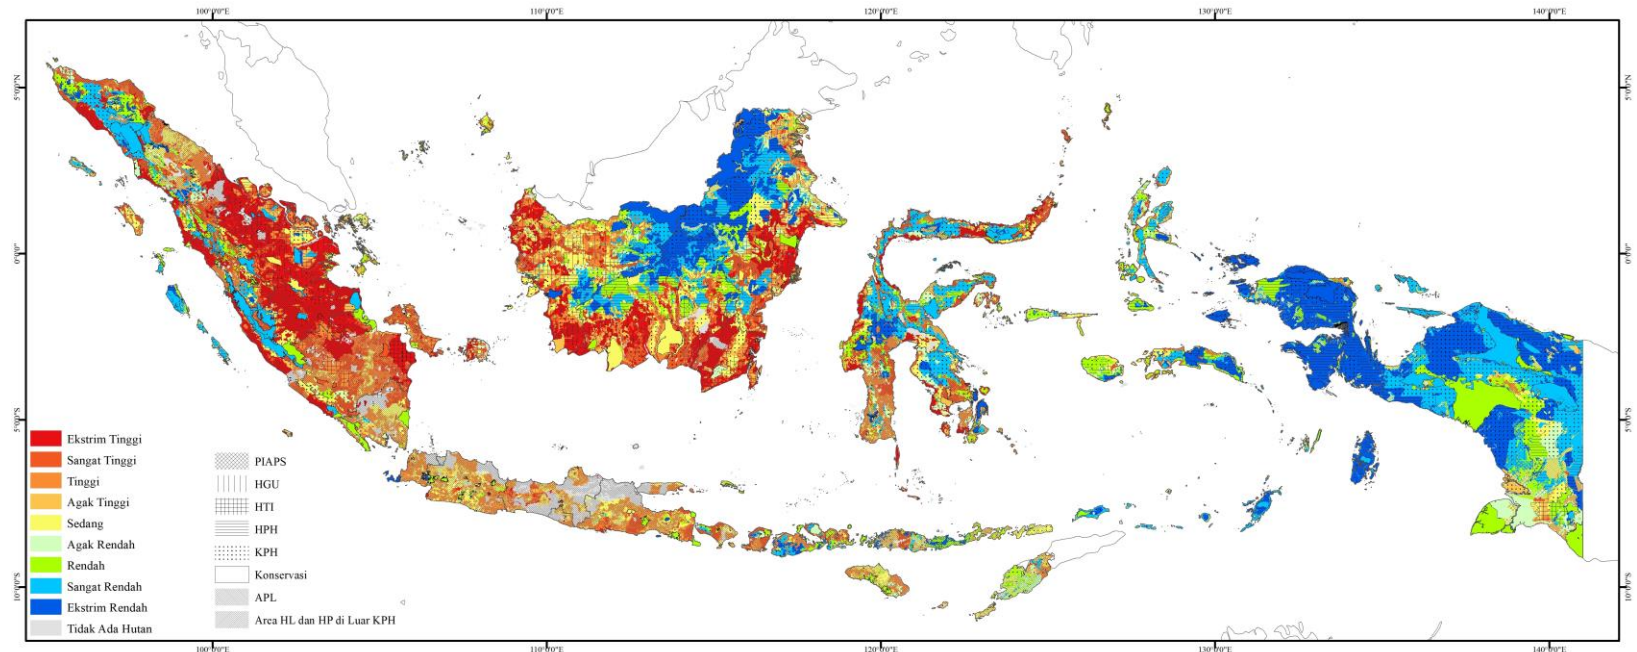 100°0'0"E
110°0'0"E
120°0'0"E
130°0'0"E
140°0'0"E
5°0'0"N
5°0'0"N
0°0'0"
0°0'0"
5°0'0"S
5°0'0"S
10°0'0"S
10°0'0"S
Ekstrim Tinggi
Sangat Tinggi
Tinggi
Agak Tinggi
Sedang
Agak Rendah
Rendah
Sangat Rendah
Ekstrim Rendah
Tidak Ada Hutan
PIAPS
HGU
HTI
HPH
KPH
Konservasi
APL
Area HL dan HP di Luar KPH
100°0'0"E
110°0'0"E
120°0'0"E
130°0'0"E
140°0'0"E